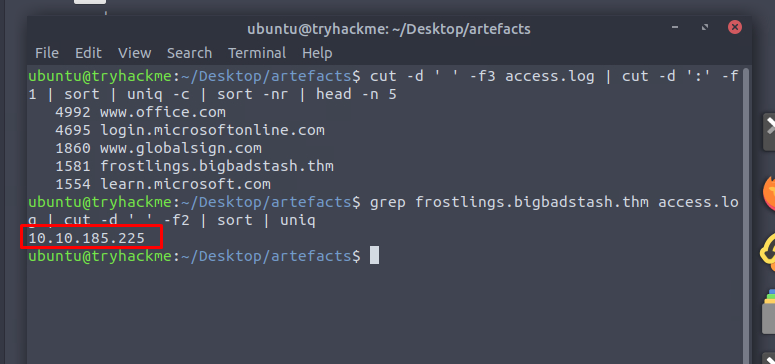 ubuntu@tryhackme: ~/Desktop/artefacts
File Edit View Search Terminal Help
ubuntu@tryhackme:~/Desktop/artefacts$ cut -d ' ' -f3 access.log | cut -d ':' -f
1 | sort | uniq -c | sort -nr | head -n 5
4992 www.office.com
4695 login.microsoftonline.com
1860 www.globalsign.com
1581 frostlings.bigbadstash.thm
1554 learn.microsoft.com
ubuntu@tryhackme:~/Desktop/artefacts$ grep frostlings.bigbadstash.thm access.lo
g | cut -d ' ' -f2 | sort | uniq
10.10.185.225
ubuntu@tryhackme:~/Desktop/artefacts$